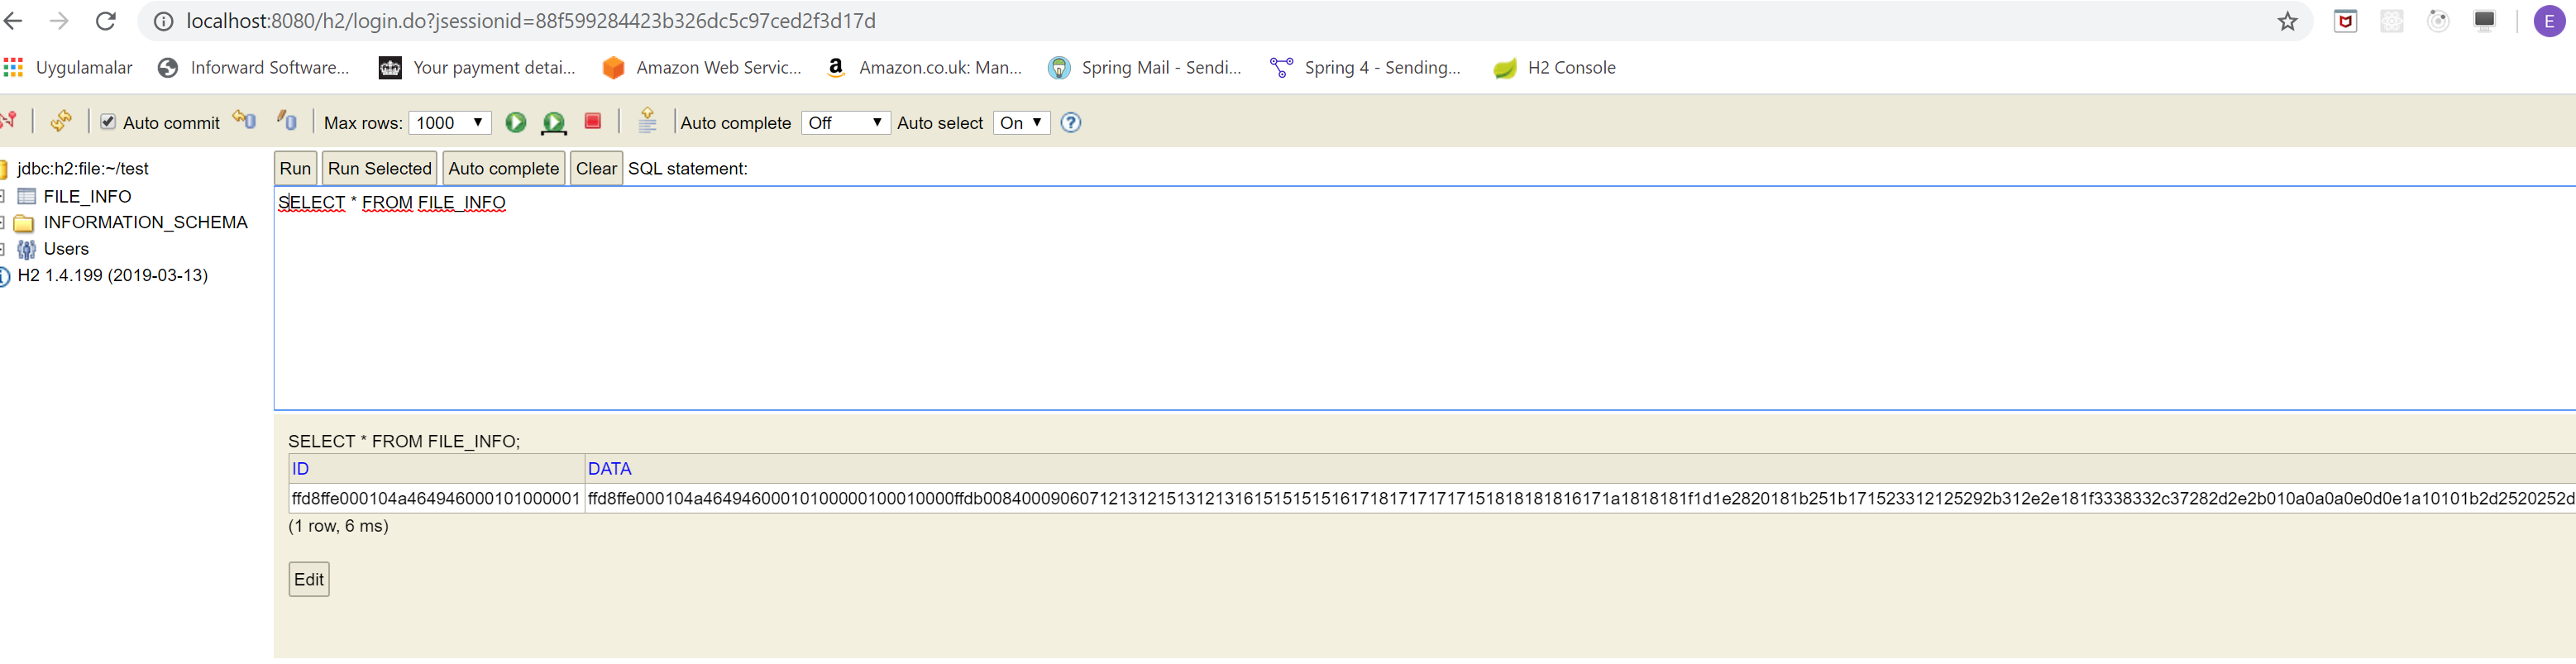 localhost:8080/h2/login.do?jsessionid=88f599284423b326dc5c97ced2f3d17d
E
Uygulamalar Inforward Software... Your payment detai... Amazon Web Servic... Amazon.co.uk: Man... Spring Mail - Sendi... Spring 4 - Sending... H2 Console
Auto commit Max rows: 1000 Auto complete Off Auto select On
jdbc:h2:file:~/test
FILE_INFO
INFORMATION_SCHEMA
Users
H2 1.4.199 (2019-03-13)
Run Run Selected Auto complete Clear SQL statement:
SELECT * FROM FILE_INFO
SELECT * FROM FILE_INFO;
ID DATA
ffd8ffe000104a464946000101000001 ffd8ffe000104a46494600010100000100010000ffdb0084000906071213121513121316151515151617181717171715181818181616171a1818181f1d1e2820181b251b171523312125292b312e2e181f3338332c37282d2e2b010a0a0a0e0d0e1a10101b2d2520252d
(1 row, 6 ms)
Edit